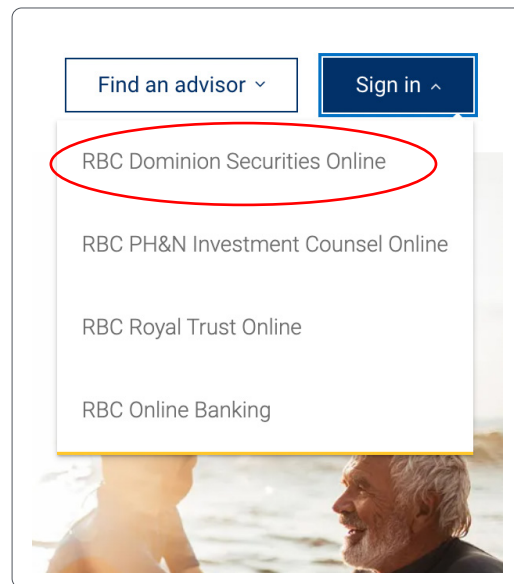 Find an advisor
Sign in
RBC Dominion Securities Online
RBC PH&N Investment Counsel Online
RBC Royal Trust Online
RBC Online Banking